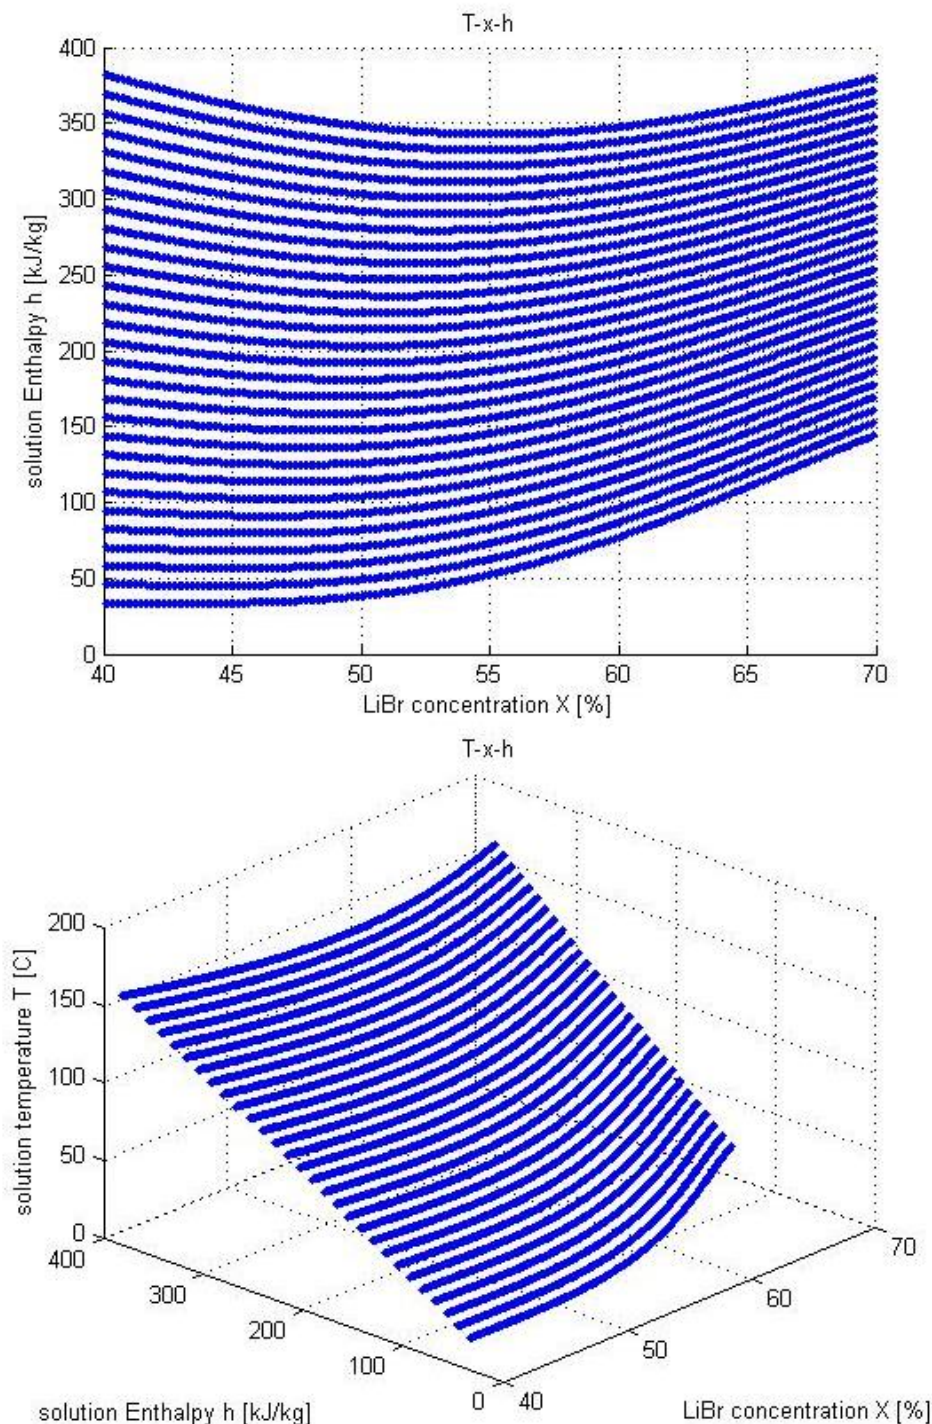 T-x-h
400
350
300
250
200
150
100
50
0
solution Enthalpy h [kJ/kg]
40 45 50 55 60 65 70
LiBr concentration X [%]
T-x-h
200
150
100
50
0
solution temperature T [C]
400
300
200
100
0
40
50
60
70
solution Enthalpy h [kJ/kg]
LiBr concentration X [%]